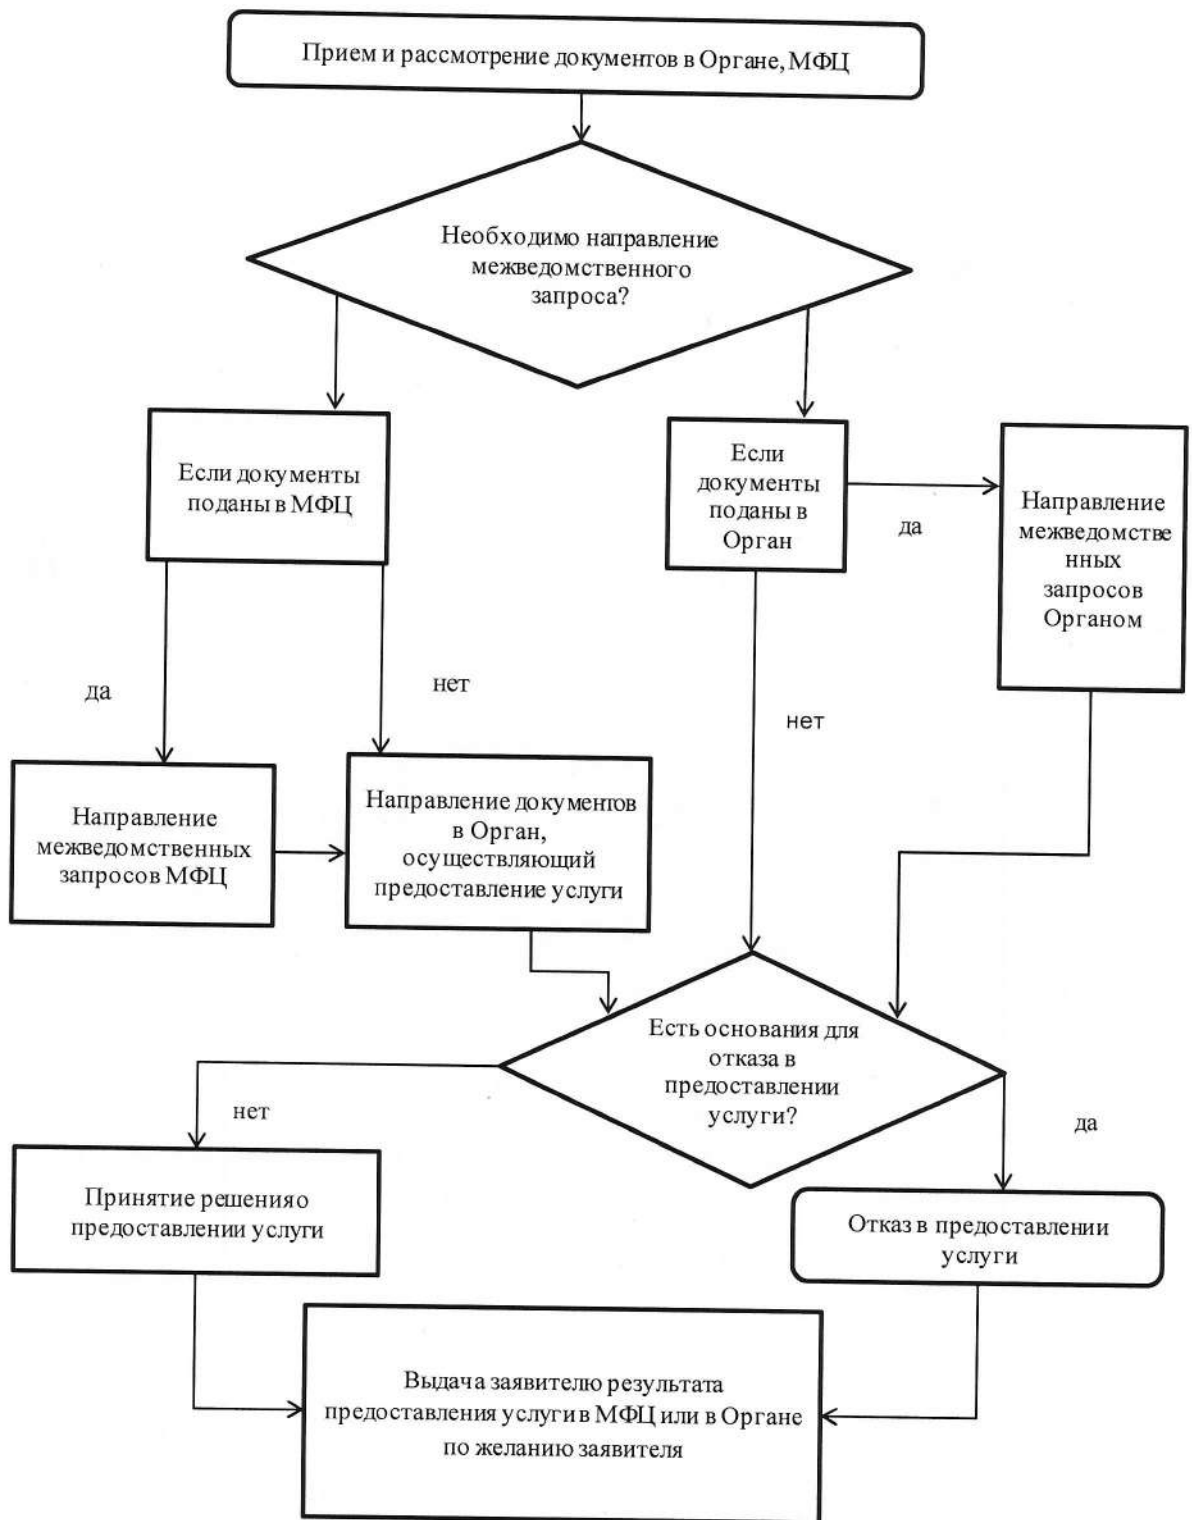 Прием и рассмотрение документов в Органе, МФЦ
Необходимо направление
межведомственного
запроса?
Если документы
поданы в МФЦ
Если
документы
поданы в
Орган
да
Направление
межведомстве
нных
запросов
Органом
да
нет
нет
Направление
межведомственных
запросов МФЦ
Направление документов
в Орган,
осуществляющий
предоставление услуги
Есть основания для
отказа в
предоставлении
услуги?
нет
да
Принятие решенияо
предоставлении услуги
Отказ в предоставлении
услуги
Выдача заявителю результата
предоставления услуги в МФЦ или в Органе
по желанию заявителя